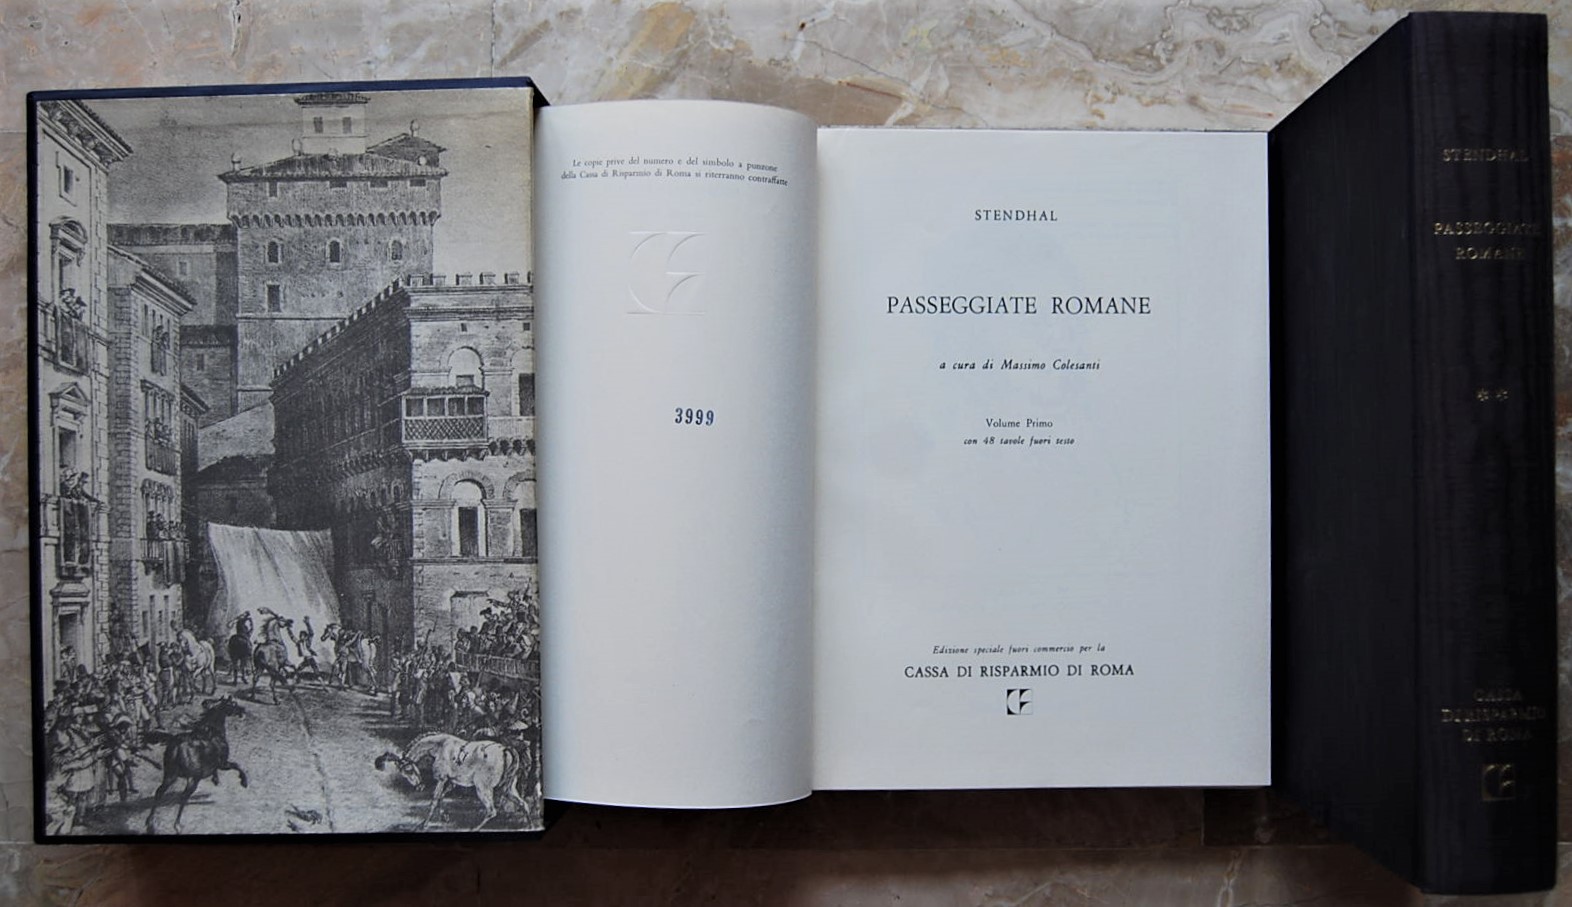 Le copie prive del numero e del simbolo a punzone
della Cassa di Risparmio di Roma si riterranno contraffatte
3999
STENDHAL
PASSEGGIATE ROMANE
a cura di Massimo Colesanti
Volume Primo
con 48 tavole fuori testo
Edizione speciale fuori commercio per la
CASSA DI RISPARMIO DI ROMA
STENDHAL
PASSEGGIATE
ROMANE
* *
CASSA
DI RISPARMIO
DI ROMA